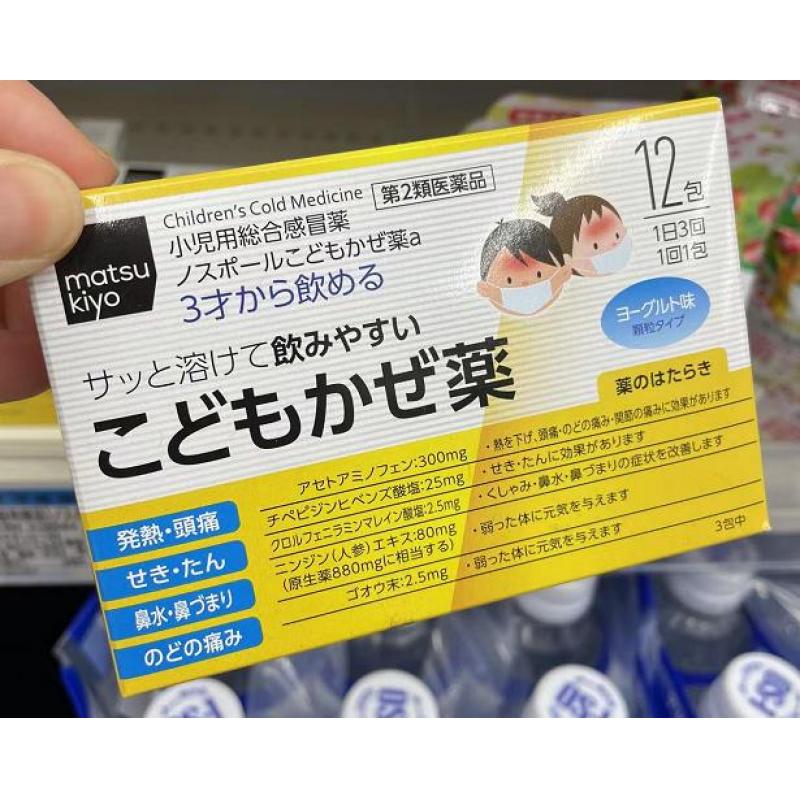 matsu
kiyo
Children's Cold Medicine
第2類医薬品
小児用総合感冒薬
ノスポールこどもかぜ薬a
3才から飲める
12包
1日3回
1回1包
ヨーグルト味
顆粒タイプ
サッと溶けて飲みやすい
こどもかぜ薬
薬のはたらき
アセトアミノフェン:300mg
・熱を下げ、頭痛・のどの痛み・関節の痛みに効果があります
チペピジンヒベンズ酸塩:25mg
・せき・たんに効果があります
クロルフェニラミンマレイン酸塩:2.5mg
・くしゃみ・鼻水・鼻づまりの症状を改善します
ニンジン(人参)エキス:80mg
(原生薬880mgに相当する)
・弱った体に元気を与えます
ゴオウ末:2.5mg
・弱った体に元気を与えます
3包中
発熱・頭痛
せき・たん
鼻水・鼻づまり
のどの痛み